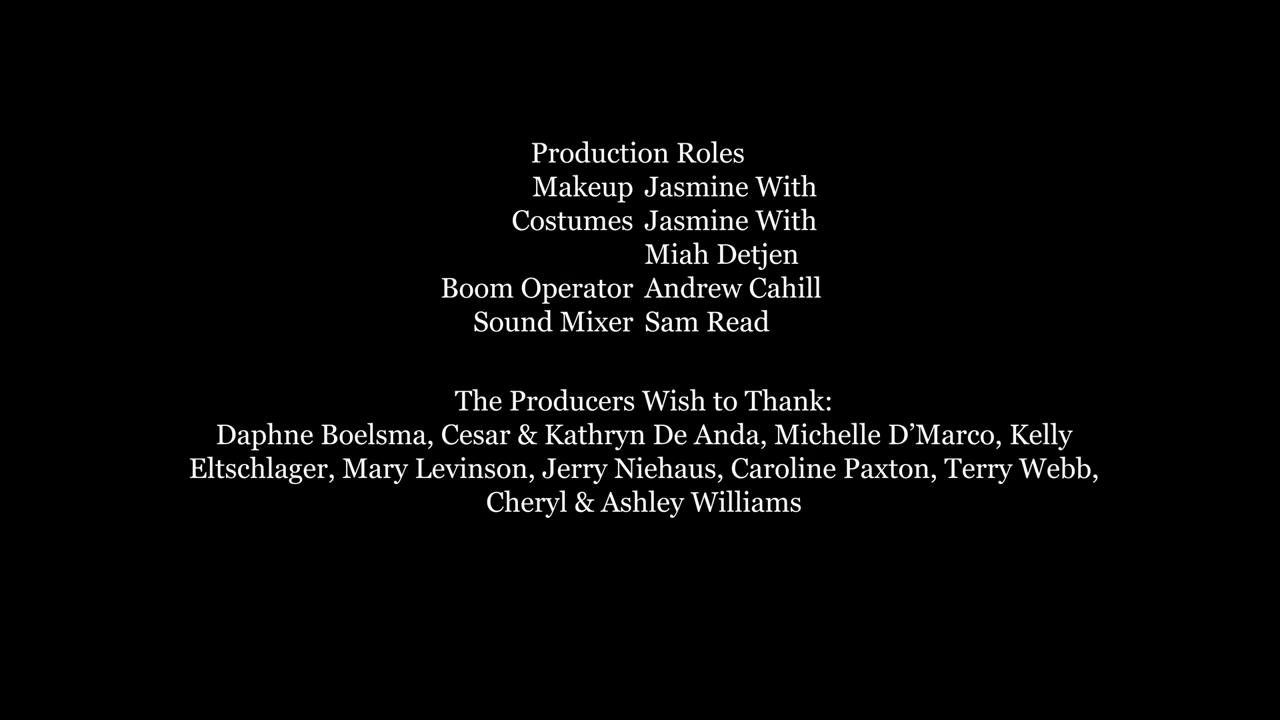 Production Roles
Makeup Jasmine With
Costumes Jasmine With
Miah Detjen
Boom Operator Andrew Cahill
Sound Mixer Sam Read
The Producers Wish to Thank:
Daphne Boelsma, Cesar & Kathryn De Anda, Michelle D’Marco, Kelly
Eltschlager, Mary Levinson, Jerry Niehaus, Caroline Paxton, Terry Webb,
Cheryl & Ashley Williams